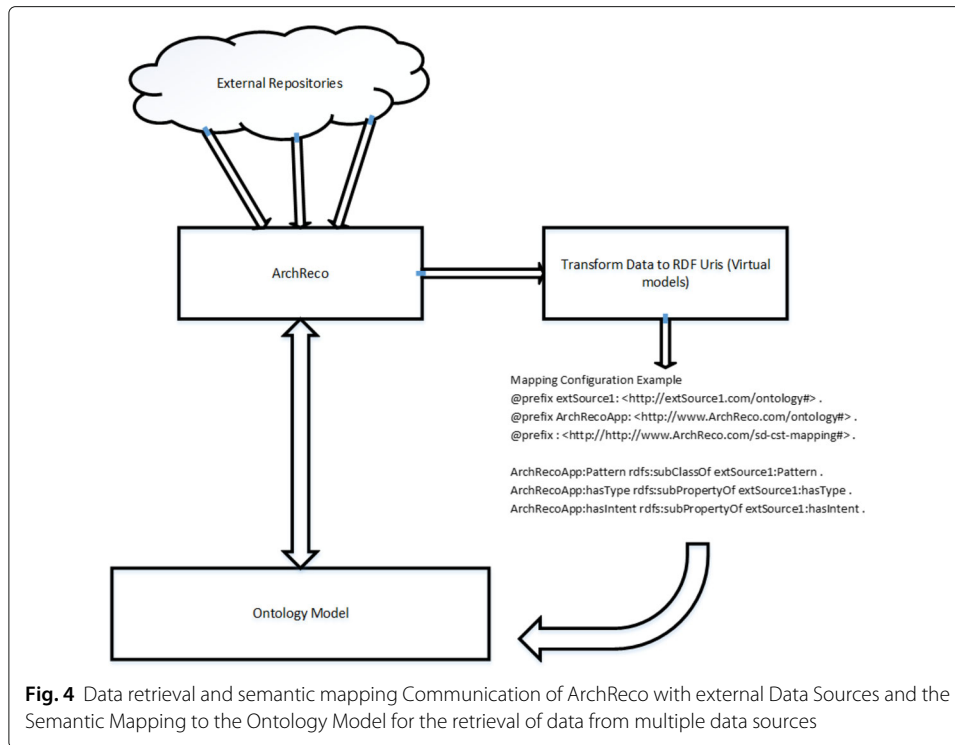 External Repositories
ArchReco
Transform Data to RDF Uris (Virtual
models)
Mapping Configuration Example
@prefix extSource1: <http://extSource1.com/ontology#> .
@prefix ArchRecoApp: <http://www.ArchReco.com/ontology#> .
@prefix : <http://http://www.ArchReco.com/sd-cst-mapping#> .
ArchRecoApp:Pattern rdfs:subClassOf extSource1:Pattern .
ArchRecoApp:hasType rdfs:subPropertyOf extSource1:hasType .
ArchRecoApp:hasIntent rdfs:subPropertyOf extSource1:hasIntent .
Ontology Model
Fig. 4 Data retrieval and semantic mapping Communication of ArchReco with external Data Sources and the
Semantic Mapping to the Ontology Model for the retrieval of data from multiple data sources